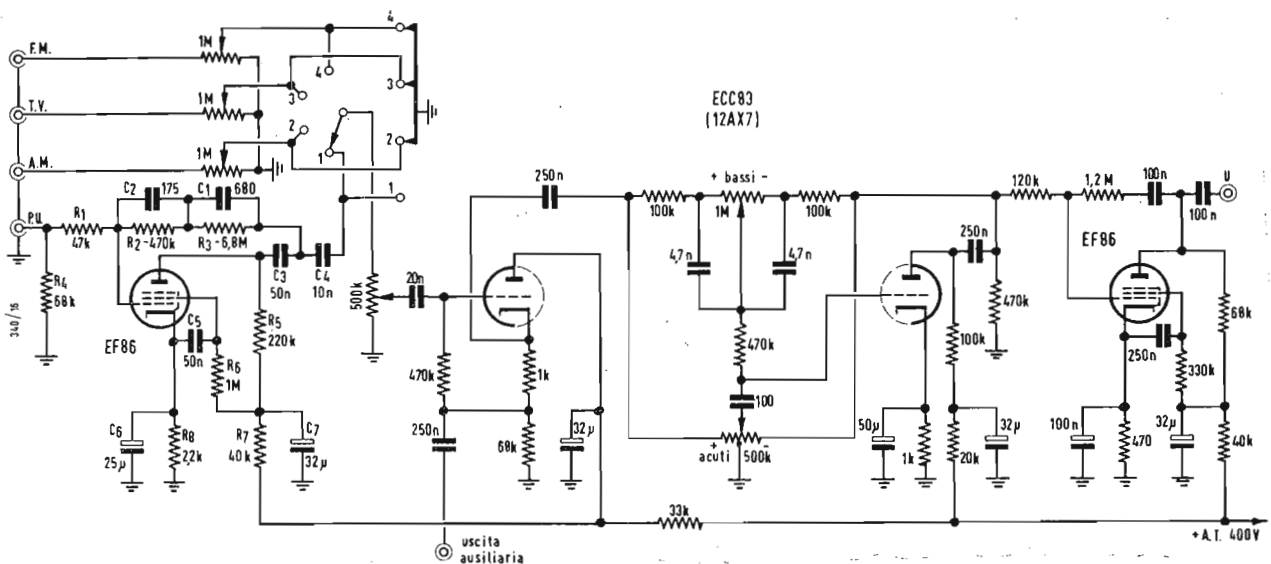 F.M.
1M
4
4
T.V.
1M
3
3
A.M.
1M
2
2
1
1
P.U.
C2 175
C1 680
R1
47k
R2-470k
R3-6,8M
R4
68k
C3
50n
C4
10n
EF86
C5
50n
R5
220k
R6
1M
C6
25µ
R8
2,2k
R7
40k
C7
32µ
340/16
500k
20n
470k
250n
uscita
ausiliaria
250n
1k
68k
32µ
ECC83
(12AX7)
100k
+ bassi -
1M
100k
4,7n
4,7n
470k
100
+ -
acuti 500k
33k
50µ
1k
100k
20k
32µ
250n
470k
120k
1,2M
100n
100n
U
EF86
250n
68k
330k
100n
470
32µ
40k
+A.T. 400V